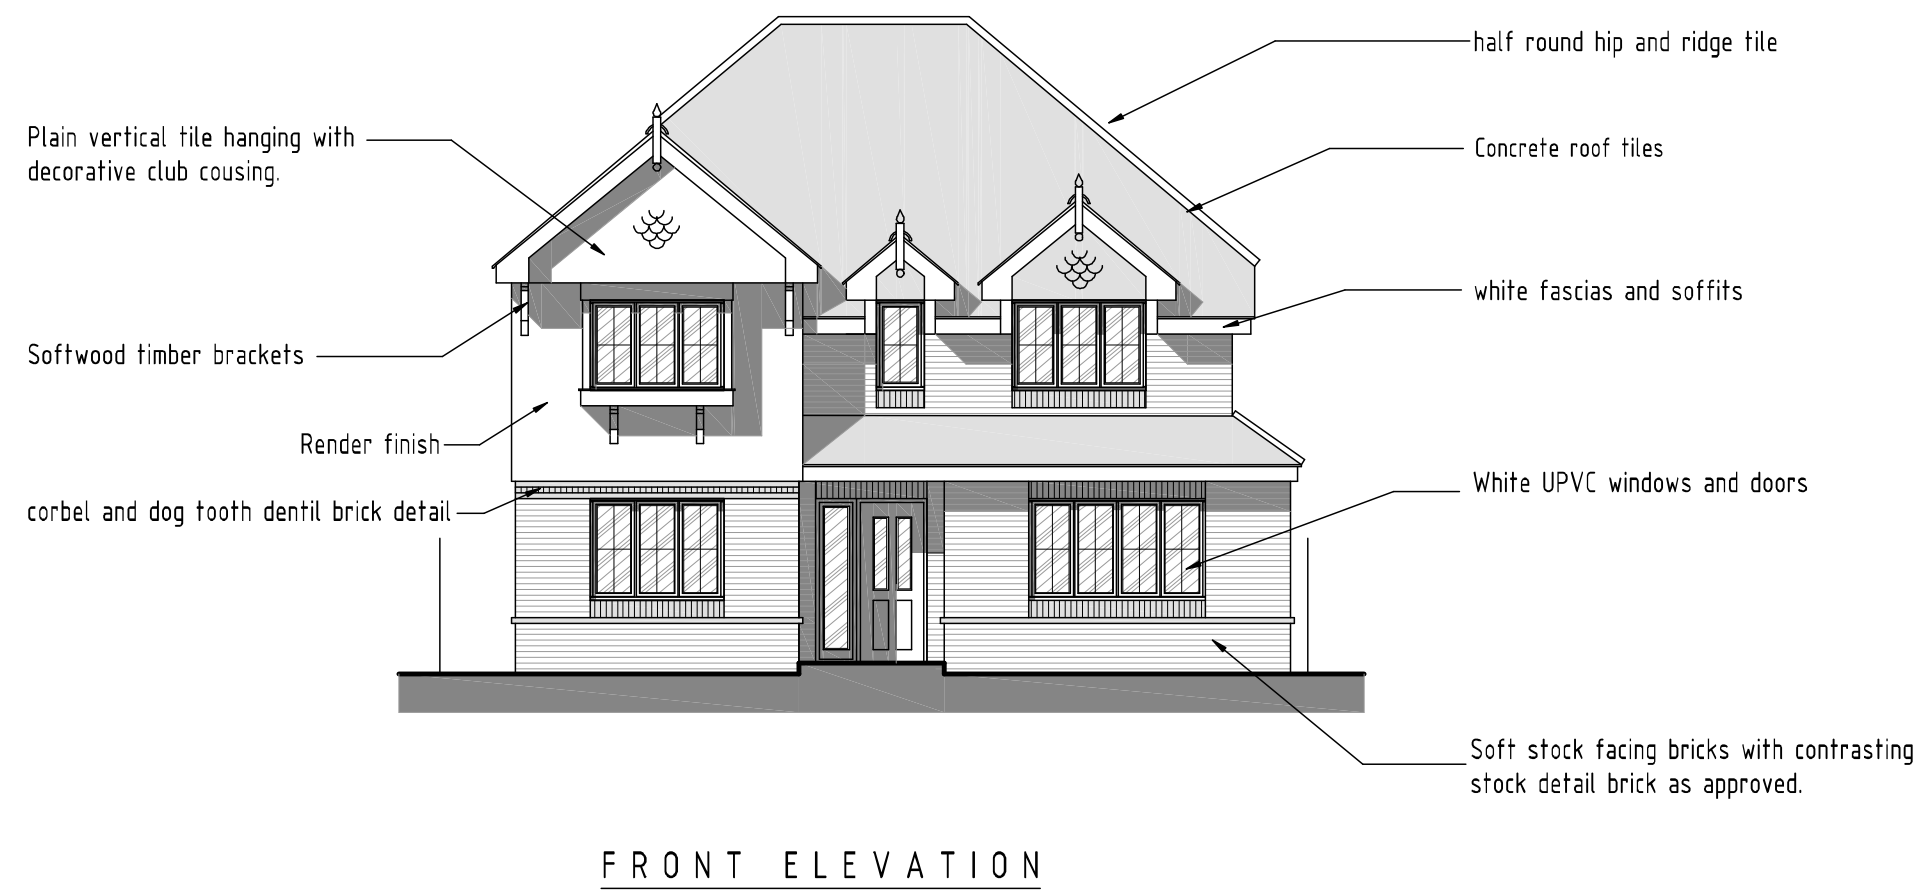 half round hip and ridge tile
Plain vertical tile hanging with
decorative club cousing.
Concrete roof tiles
white fascias and soffits
Softwood timber brackets
Render finish
White UPVC windows and doors
corbel and dog tooth dentil brick detail
Soft stock facing bricks with contrasting
stock detail brick as approved.
FRONT ELEVATION